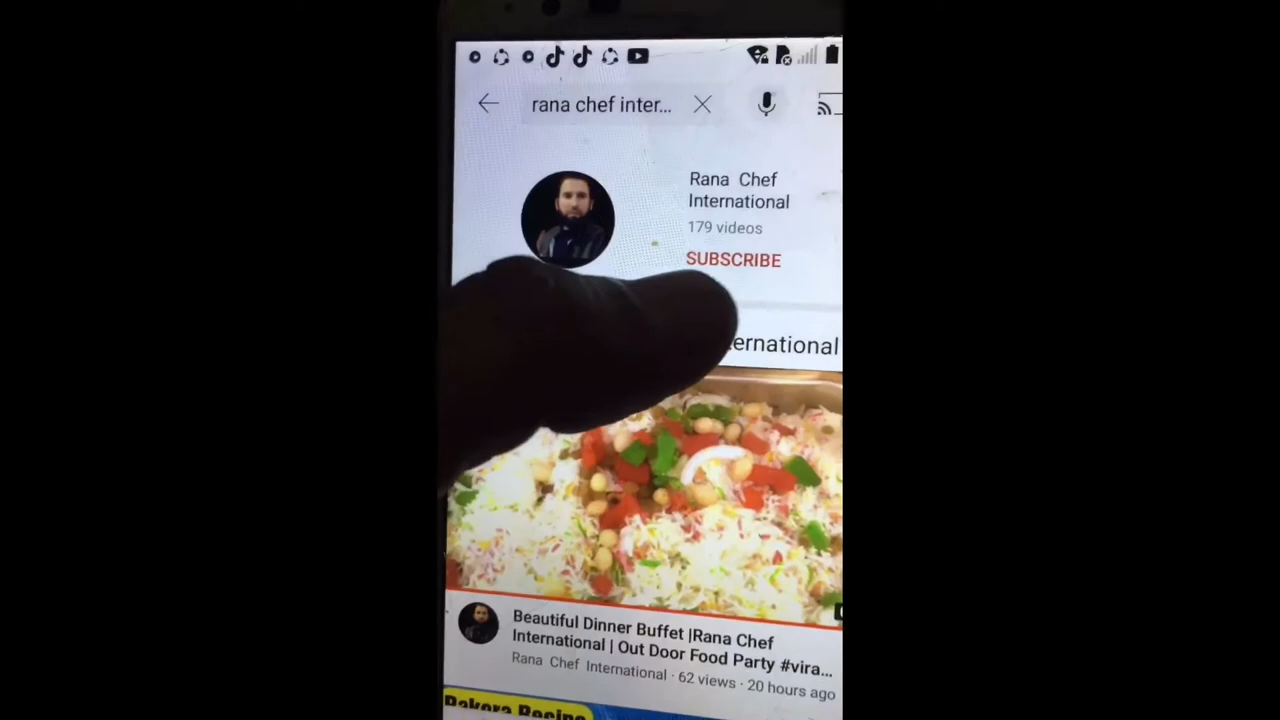 rana chef inter...
Rana Chef
International
179 videos
SUBSCRIBE
ernational
Beautiful Dinner Buffet |Rana Chef
International | Out Door Food Party #vira...
Rana Chef International · 62 views · 20 hours ago
Pakora Recipe